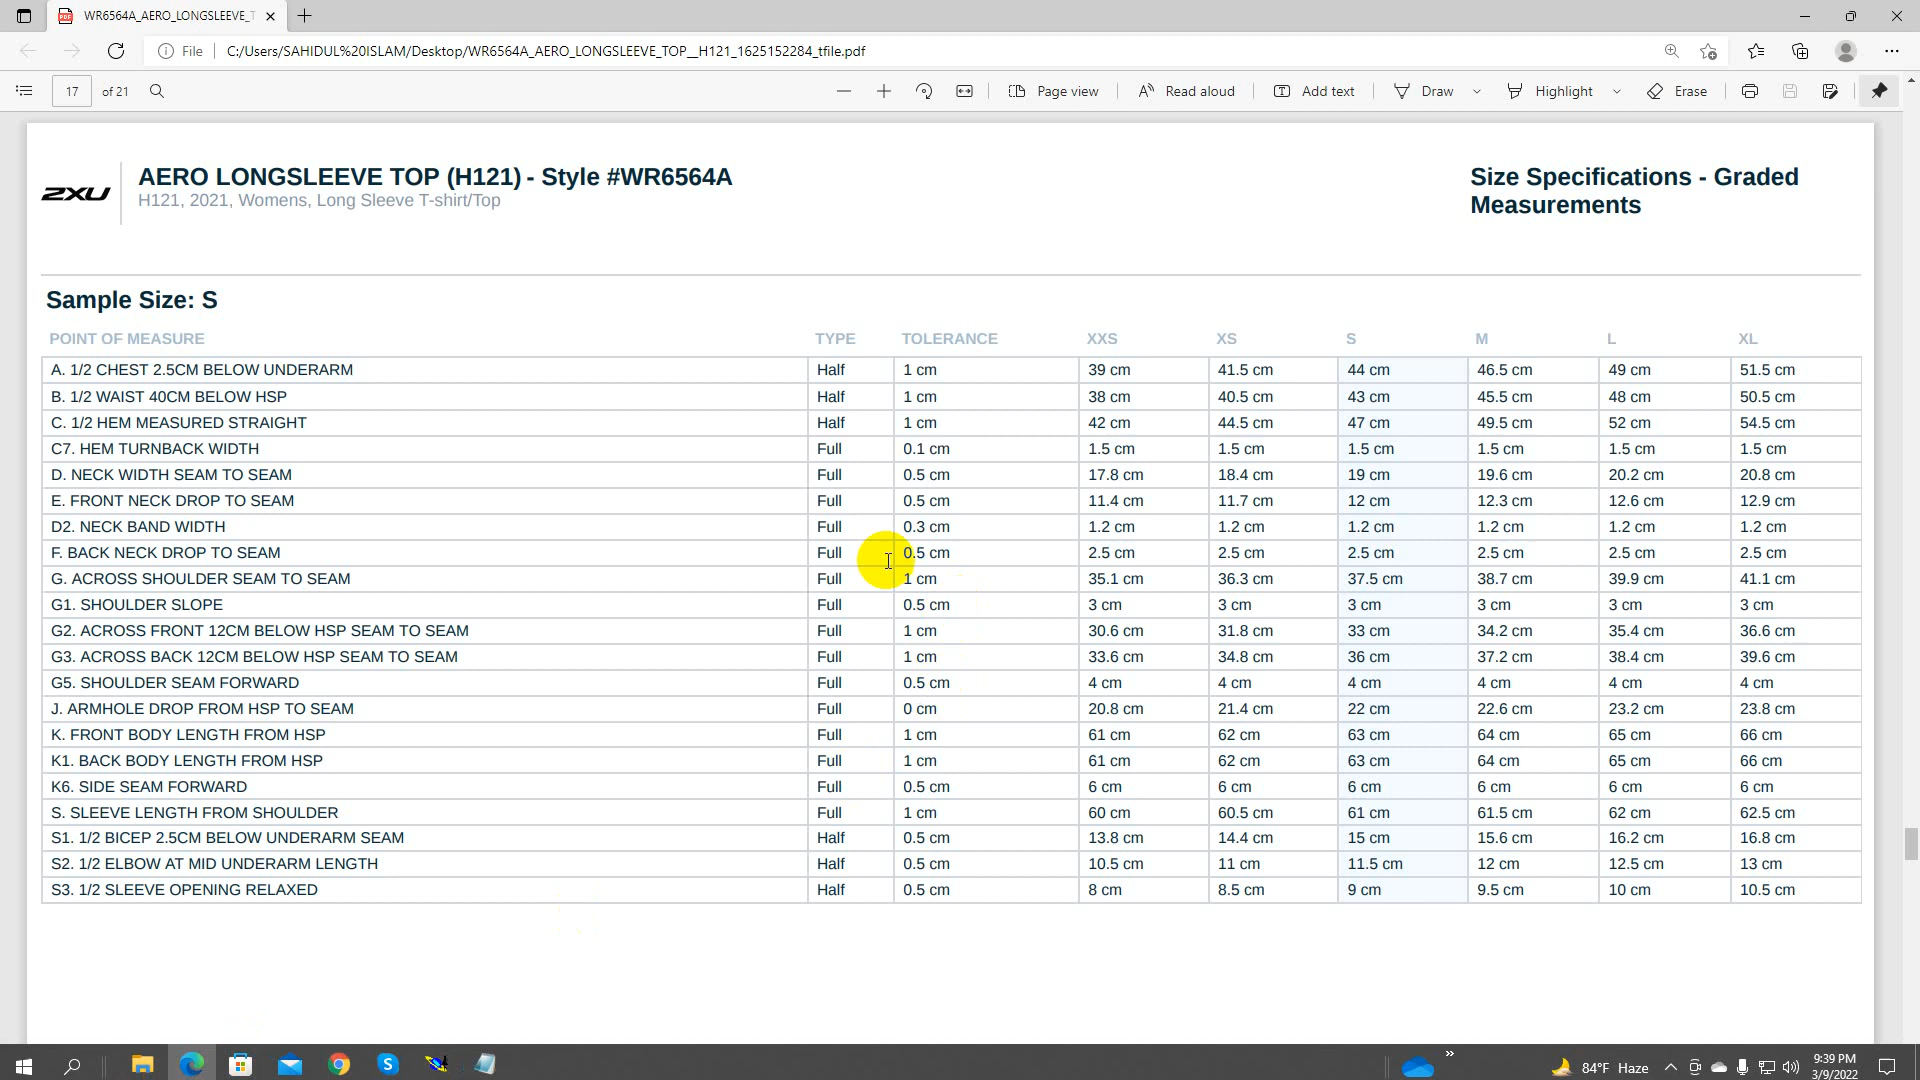 WR6564A_AERO_LONGSLEEVE_T
File C:/Users/SAHIDUL%20ISLAM/Desktop/WR6564A_AERO_LONGSLEEVE_TOP__H121_1625152284_tfile.pdf
17 of 21 Page view Read aloud Add text Draw Highlight Erase
2XU AERO LONGSLEEVE TOP (H121) - Style #WR6564A
H121, 2021, Womens, Long Sleeve T-shirt/Top
Size Specifications - Graded
Measurements
Sample Size: S
POINT OF MEASURE TYPE TOLERANCE XXS XS S M L XL
A. 1/2 CHEST 2.5CM BELOW UNDERARM Half 1 cm 39 cm 41.5 cm 44 cm 46.5 cm 49 cm 51.5 cm
B. 1/2 WAIST 40CM BELOW HSP Half 1 cm 38 cm 40.5 cm 43 cm 45.5 cm 48 cm 50.5 cm
C. 1/2 HEM MEASURED STRAIGHT Half 1 cm 42 cm 44.5 cm 47 cm 49.5 cm 52 cm 54.5 cm
C7. HEM TURNBACK WIDTH Full 0.1 cm 1.5 cm 1.5 cm 1.5 cm 1.5 cm 1.5 cm 1.5 cm
D. NECK WIDTH SEAM TO SEAM Full 0.5 cm 17.8 cm 18.4 cm 19 cm 19.6 cm 20.2 cm 20.8 cm
E. FRONT NECK DROP TO SEAM Full 0.5 cm 11.4 cm 11.7 cm 12 cm 12.3 cm 12.6 cm 12.9 cm
D2. NECK BAND WIDTH Full 0.3 cm 1.2 cm 1.2 cm 1.2 cm 1.2 cm 1.2 cm 1.2 cm
F. BACK NECK DROP TO SEAM Full 0.5 cm 2.5 cm 2.5 cm 2.5 cm 2.5 cm 2.5 cm 2.5 cm
G. ACROSS SHOULDER SEAM TO SEAM Full 1 cm 35.1 cm 36.3 cm 37.5 cm 38.7 cm 39.9 cm 41.1 cm
G1. SHOULDER SLOPE Full 0.5 cm 3 cm 3 cm 3 cm 3 cm 3 cm 3 cm
G2. ACROSS FRONT 12CM BELOW HSP SEAM TO SEAM Full 1 cm 30.6 cm 31.8 cm 33 cm 34.2 cm 35.4 cm 36.6 cm
G3. ACROSS BACK 12CM BELOW HSP SEAM TO SEAM Full 1 cm 33.6 cm 34.8 cm 36 cm 37.2 cm 38.4 cm 39.6 cm
G5. SHOULDER SEAM FORWARD Full 0.5 cm 4 cm 4 cm 4 cm 4 cm 4 cm 4 cm
J. ARMHOLE DROP FROM HSP TO SEAM Full 0 cm 20.8 cm 21.4 cm 22 cm 22.6 cm 23.2 cm 23.8 cm
K. FRONT BODY LENGTH FROM HSP Full 1 cm 61 cm 62 cm 63 cm 64 cm 65 cm 66 cm
K1. BACK BODY LENGTH FROM HSP Full 1 cm 61 cm 62 cm 63 cm 64 cm 65 cm 66 cm
K6. SIDE SEAM FORWARD Full 0.5 cm 6 cm 6 cm 6 cm 6 cm 6 cm 6 cm
S. SLEEVE LENGTH FROM SHOULDER Full 1 cm 60 cm 60.5 cm 61 cm 61.5 cm 62 cm 62.5 cm
S1. 1/2 BICEP 2.5CM BELOW UNDERARM SEAM Half 0.5 cm 13.8 cm 14.4 cm 15 cm 15.6 cm 16.2 cm 16.8 cm
S2. 1/2 ELBOW AT MID UNDERARM LENGTH Half 0.5 cm 10.5 cm 11 cm 11.5 cm 12 cm 12.5 cm 13 cm
S3. 1/2 SLEEVE OPENING RELAXED Half 0.5 cm 8 cm 8.5 cm 9 cm 9.5 cm 10 cm 10.5 cm
84°F Haze 9:39 PM
3/9/2022